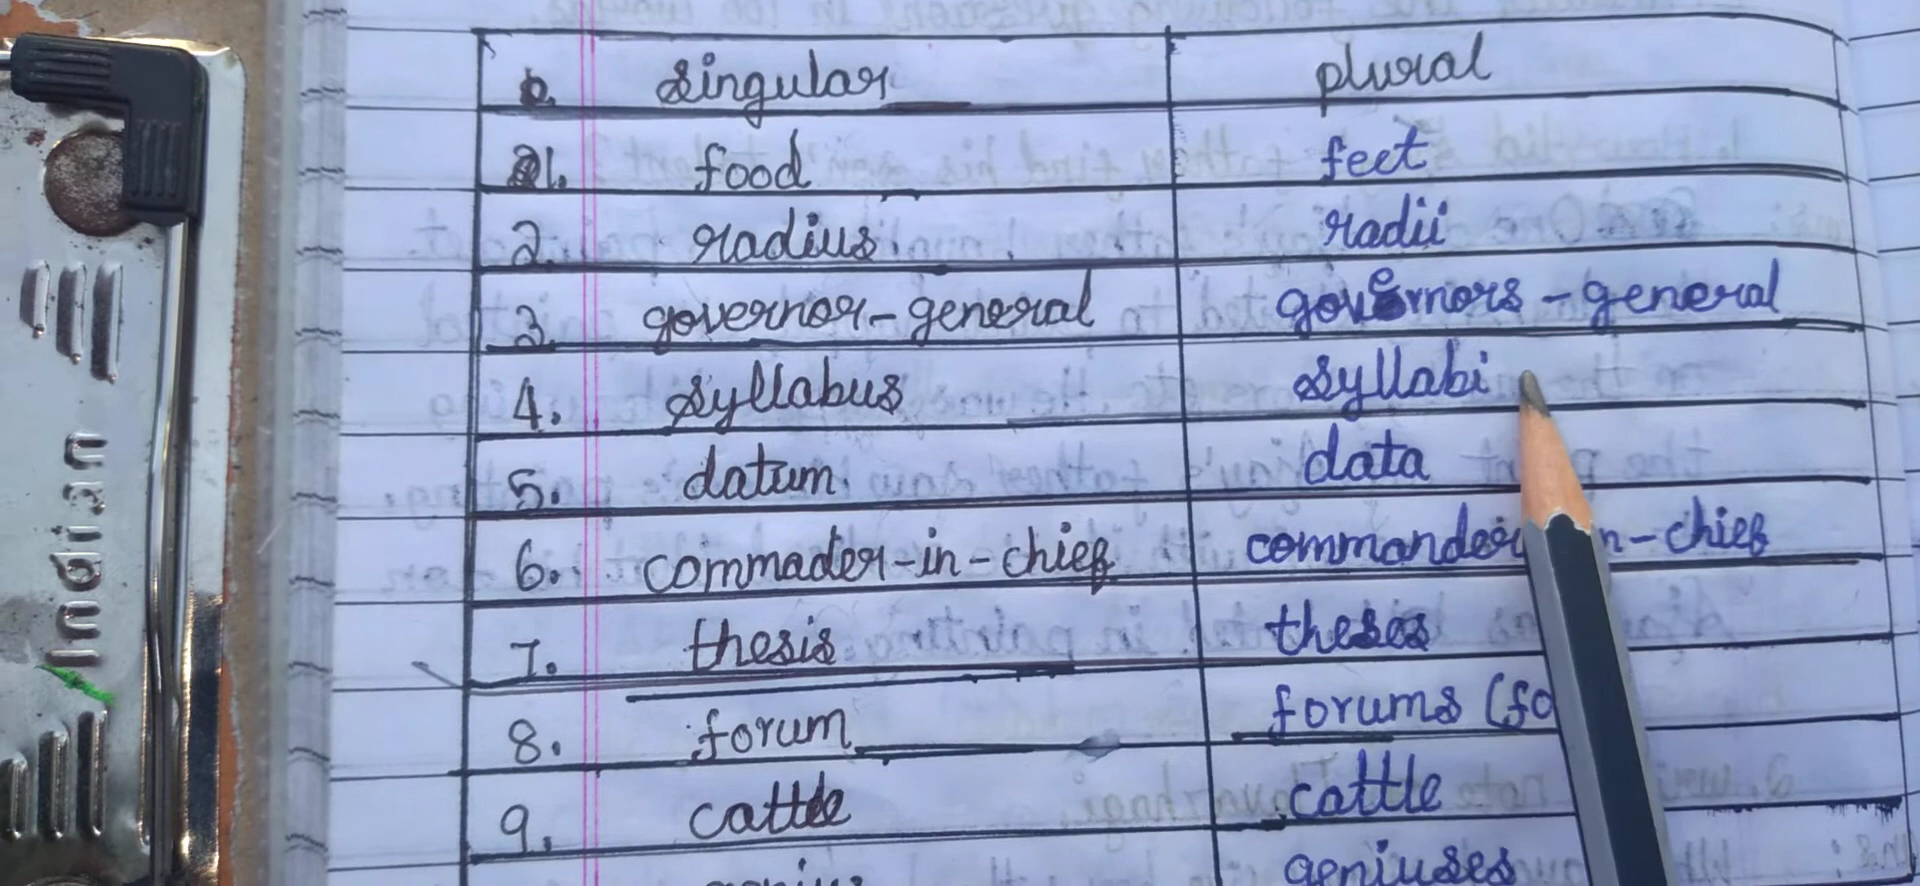 Indian
singular plural
1. food feet
2. radius radii
3. governor-general governors-general
4. syllabus syllabi
5. datum data
6. commader-in-chief commander n-chief
7. thesis theses
8. forum forums (fo
9. cattle cattle
geniuses